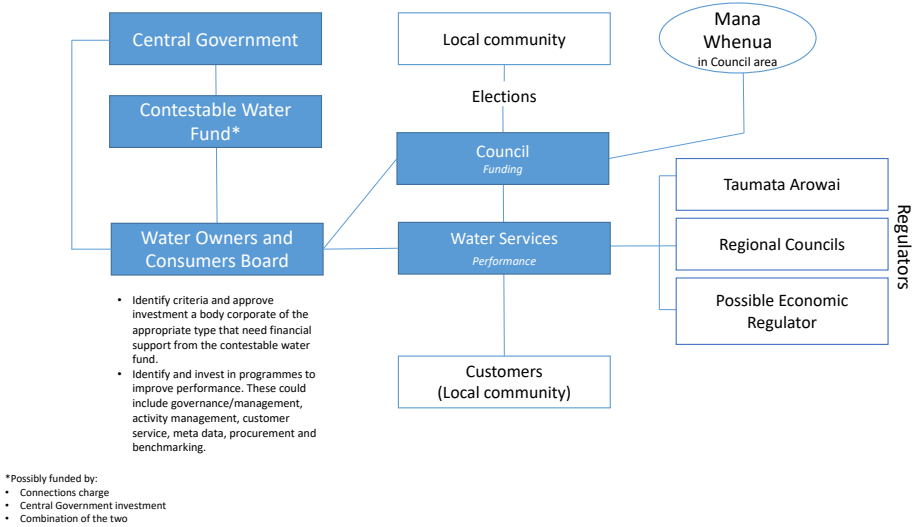 Central Government
Contestable Water
Fund*
Water Owners and
Consumers Board
• Identify criteria and approve
investment a body corporate of the
appropriate type that need financial
support from the contestable water
fund.
• Identify and invest in programmes to
improve performance. These could
include governance/management,
activity management, customer
service, meta data, procurement and
benchmarking.
Local community
Elections
Council
Funding
Water Services
Performance
Customers
(Local community)
Mana
Whenua
in Council area
Taumata Arowai
Regional Councils
Possible Economic
Regulator
Regulators
*Possibly funded by:
• Connections charge
• Central Government investment
• Combination of the two